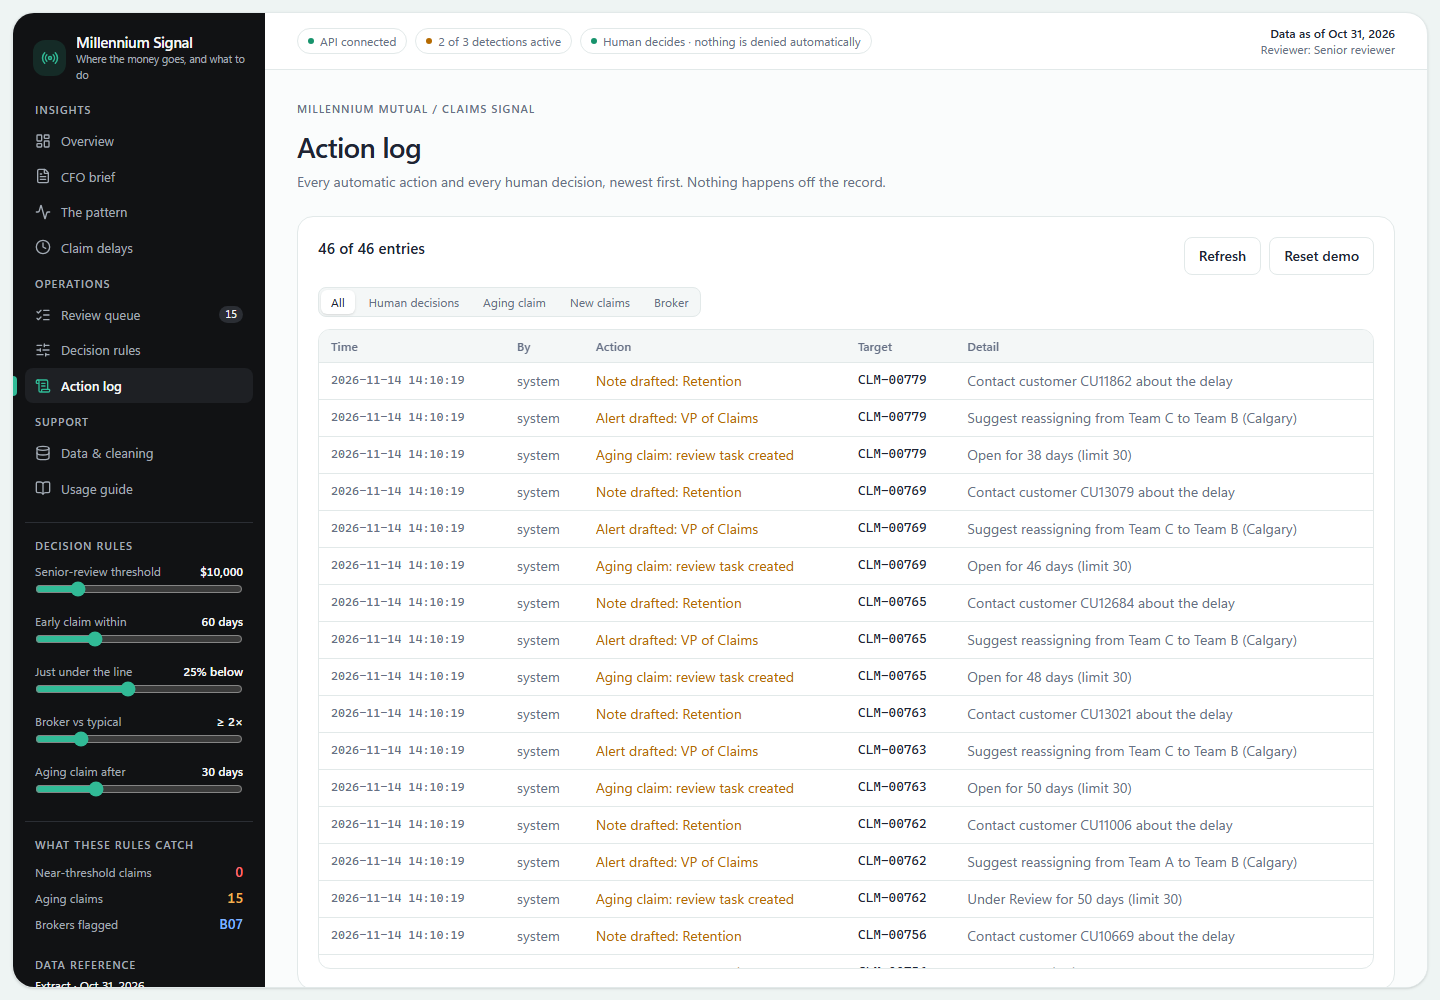 Millennium Signal
Where the money goes, and what to
do
INSIGHTS
Overview
CFO brief
The pattern
Claim delays
OPERATIONS
Review queue 15
Decision rules
Action log
SUPPORT
Data & cleaning
Usage guide
DECISION RULES
Senior-review threshold $10,000
Early claim within 60 days
Just under the line 25% below
Broker vs typical ≥ 2×
Aging claim after 30 days
WHAT THESE RULES CATCH
Near-threshold claims 0
Aging claims 15
Brokers flagged B07
DATA REFERENCE
Extract · Oct 31, 2026
API connected
2 of 3 detections active
Human decides · nothing is denied automatically
Data as of Oct 31, 2026
Reviewer: Senior reviewer
MILLENNIUM MUTUAL / CLAIMS SIGNAL
Action log
Every automatic action and every human decision, newest first. Nothing happens off the record.
46 of 46 entries
Refresh
Reset demo
All Human decisions Aging claim New claims Broker
Time By Action Target Detail
2026-11-14 14:10:19 system Note drafted: Retention CLM-00779 Contact customer CU11862 about the delay
2026-11-14 14:10:19 system Alert drafted: VP of Claims CLM-00779 Suggest reassigning from Team C to Team B (Calgary)
2026-11-14 14:10:19 system Aging claim: review task created CLM-00779 Open for 38 days (limit 30)
2026-11-14 14:10:19 system Note drafted: Retention CLM-00769 Contact customer CU13079 about the delay
2026-11-14 14:10:19 system Alert drafted: VP of Claims CLM-00769 Suggest reassigning from Team C to Team B (Calgary)
2026-11-14 14:10:19 system Aging claim: review task created CLM-00769 Open for 46 days (limit 30)
2026-11-14 14:10:19 system Note drafted: Retention CLM-00765 Contact customer CU12684 about the delay
2026-11-14 14:10:19 system Alert drafted: VP of Claims CLM-00765 Suggest reassigning from Team C to Team B (Calgary)
2026-11-14 14:10:19 system Aging claim: review task created CLM-00765 Open for 48 days (limit 30)
2026-11-14 14:10:19 system Note drafted: Retention CLM-00763 Contact customer CU13021 about the delay
2026-11-14 14:10:19 system Alert drafted: VP of Claims CLM-00763 Suggest reassigning from Team C to Team B (Calgary)
2026-11-14 14:10:19 system Aging claim: review task created CLM-00763 Open for 50 days (limit 30)
2026-11-14 14:10:19 system Note drafted: Retention CLM-00762 Contact customer CU11006 about the delay
2026-11-14 14:10:19 system Alert drafted: VP of Claims CLM-00762 Suggest reassigning from Team A to Team B (Calgary)
2026-11-14 14:10:19 system Aging claim: review task created CLM-00762 Under Review for 50 days (limit 30)
2026-11-14 14:10:19 system Note drafted: Retention CLM-00756 Contact customer CU10669 about the delay